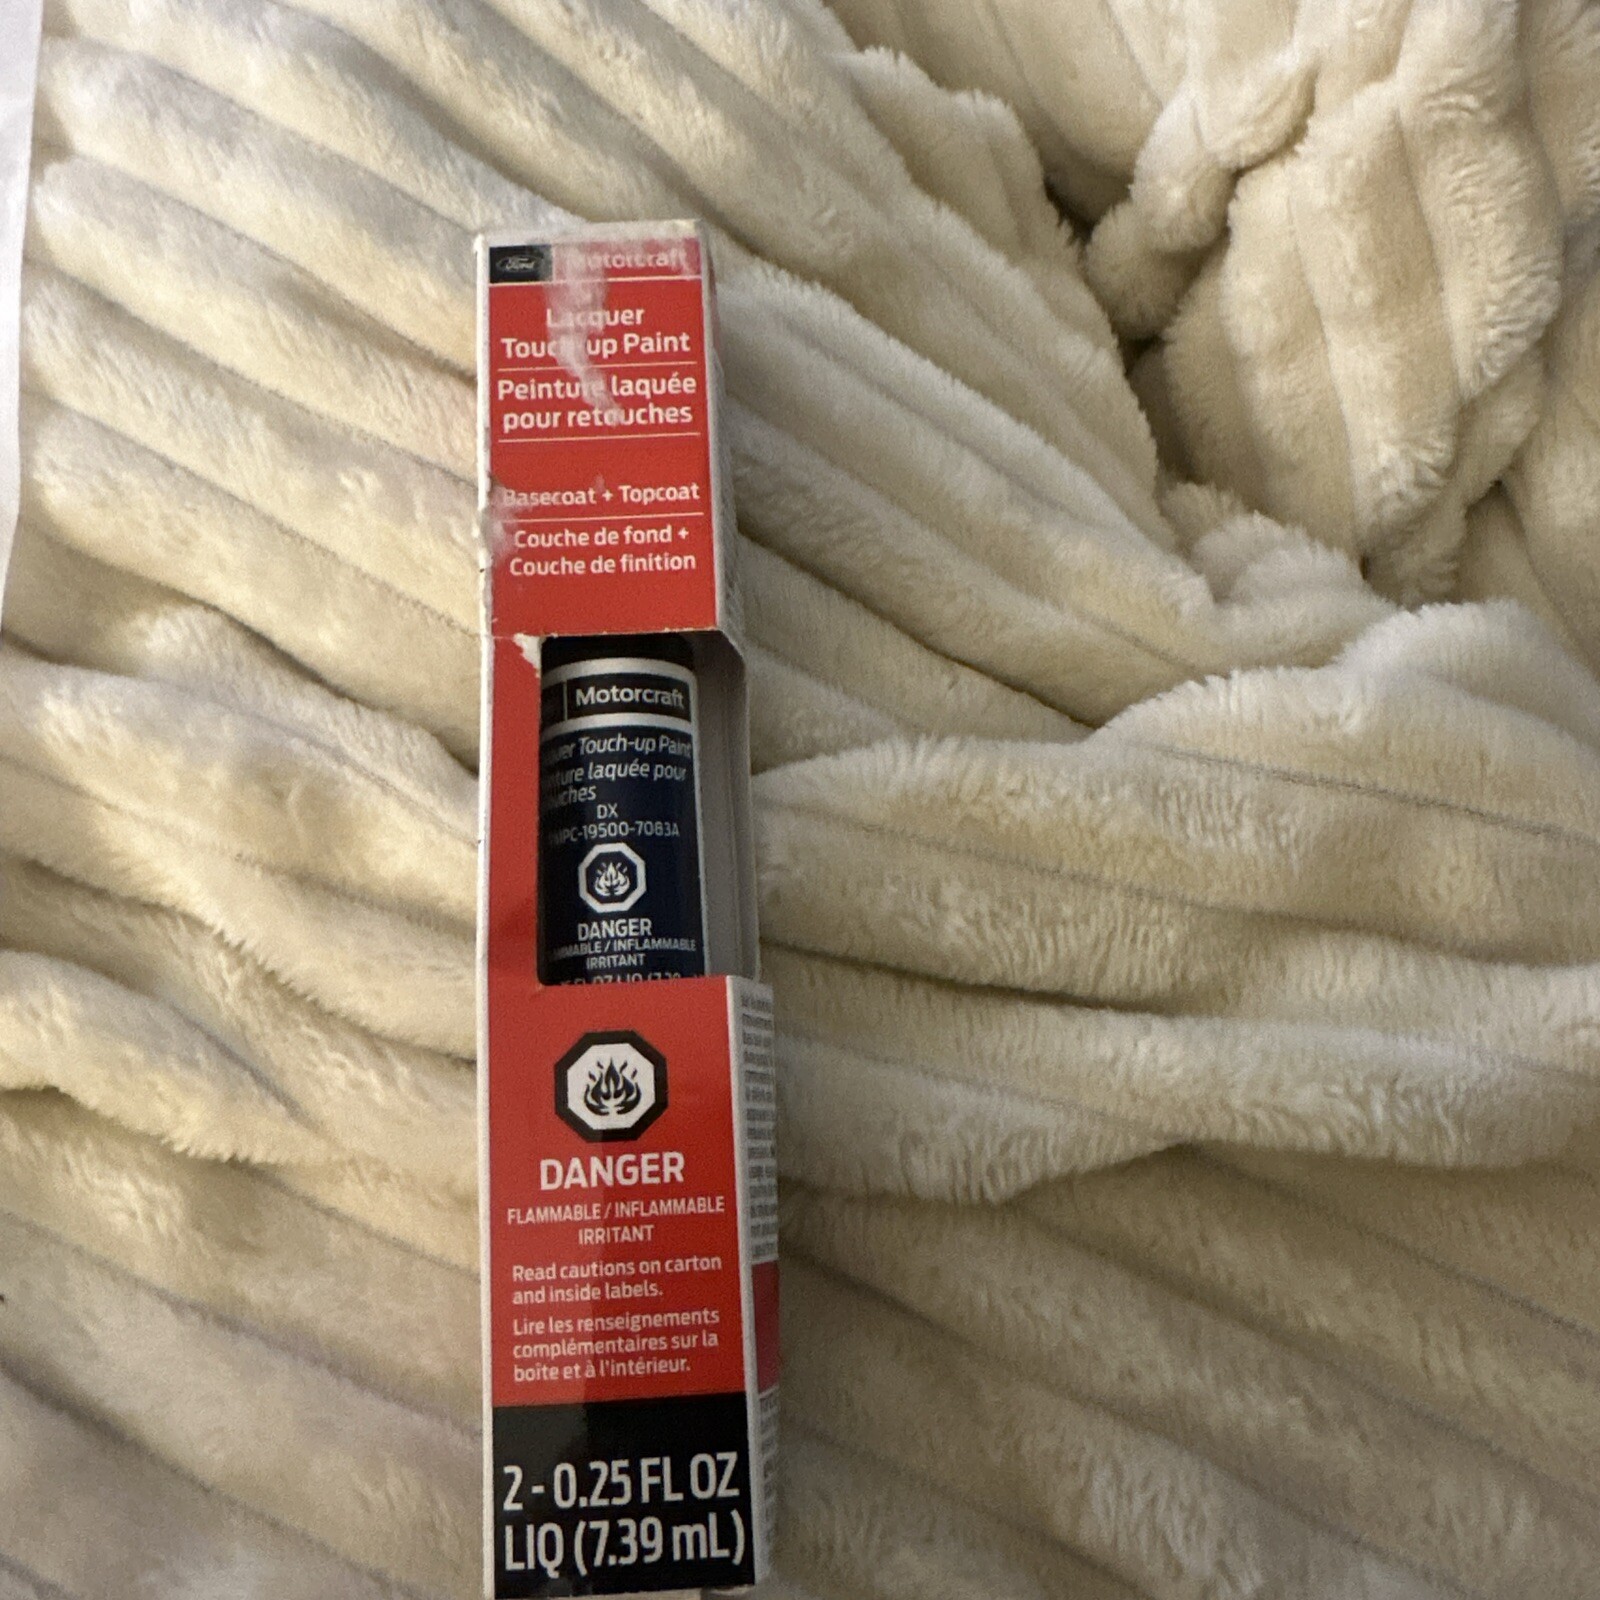 Ford Motorcraft
Lacquer
Touch-up Paint
Peinture laquée
pour retouches
Basecoat + Topcoat
Couche de fond +
Couche de finition
Motorcraft
Touch-up Paint
laquée pour
DX
-19500-7083A
DANGER
/ INFLAMMABLE
IRRITANT
DANGER
FLAMMABLE / INFLAMMABLE
IRRITANT
Read cautions on carton
and inside labels.
Lire les renseignements
complémentaires sur la
boîte et à l'intérieur.
2 - 0.25 FL OZ
LIQ (7.39 mL)